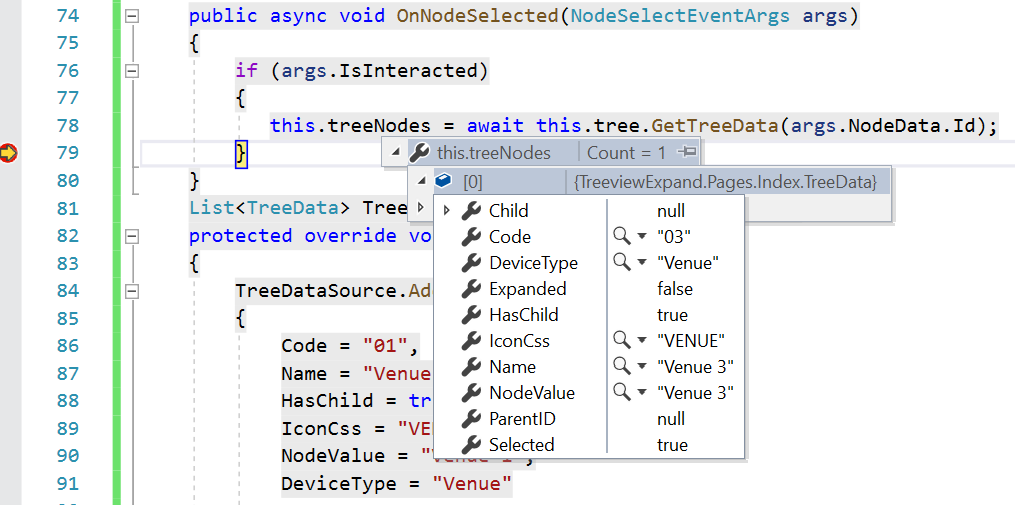 74 public async void OnNodeSelected(NodeSelectEventArgs args)
75 {
76 if (args.IsInteracted)
77 {
78 this.treeNodes = await this.tree.GetTreeData(args.NodeData.Id);
79 }
this.treeNodes Count = 1
80 }
[0] {TreeviewExpand.Pages.Index.TreeData}
81 List<TreeData> Tree
Child null
82 protected override vo
Code "03"
83 {
DeviceType "Venue"
84 TreeDataSource.Ad
Expanded false
85 {
HasChild true
86 Code = "01",
IconCss "VENUE"
87 Name = "Venue
Name "Venue 3"
88 HasChild = tr
NodeValue "Venue 3"
89 IconCss = "VE
ParentID null
90 NodeValue = "Venue 1",
Selected true
91 DeviceType = "Venue"